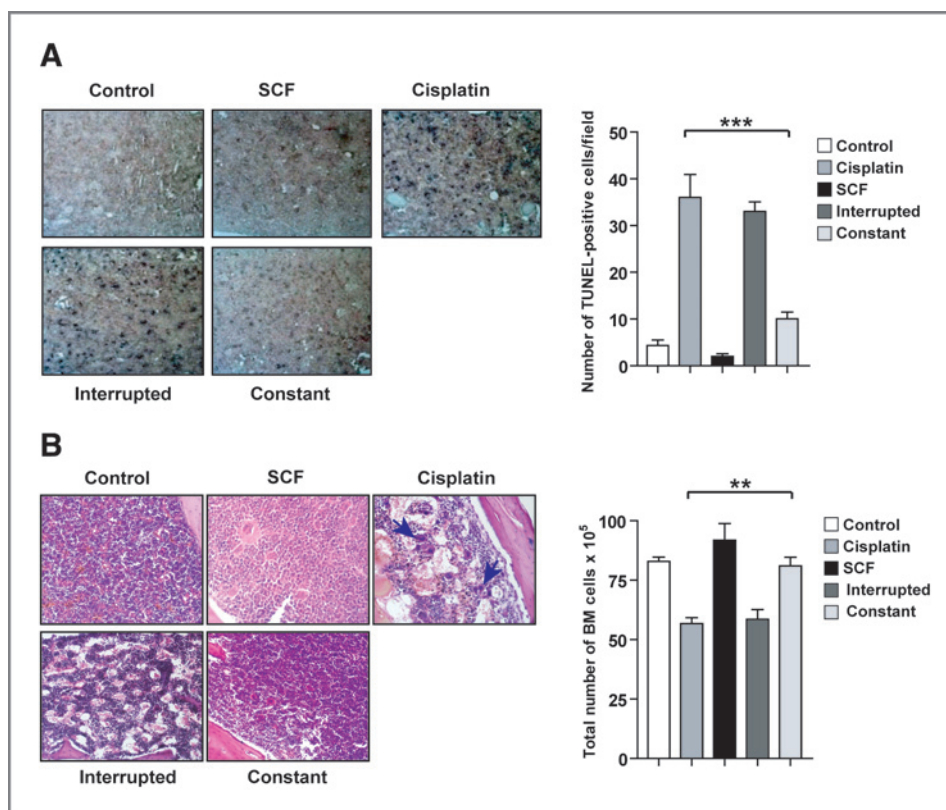 A
Control
SCF
Cisplatin
Interrupted
Constant
Number of TUNEL-positive cells/field
50
40
30
20
10
0
***
Control
Cisplatin
SCF
Interrupted
Constant
B
Control
SCF
Cisplatin
Interrupted
Constant
Total number of BM cells x 10⁵
100
75
50
25
0
**
Control
Cisplatin
SCF
Interrupted
Constant